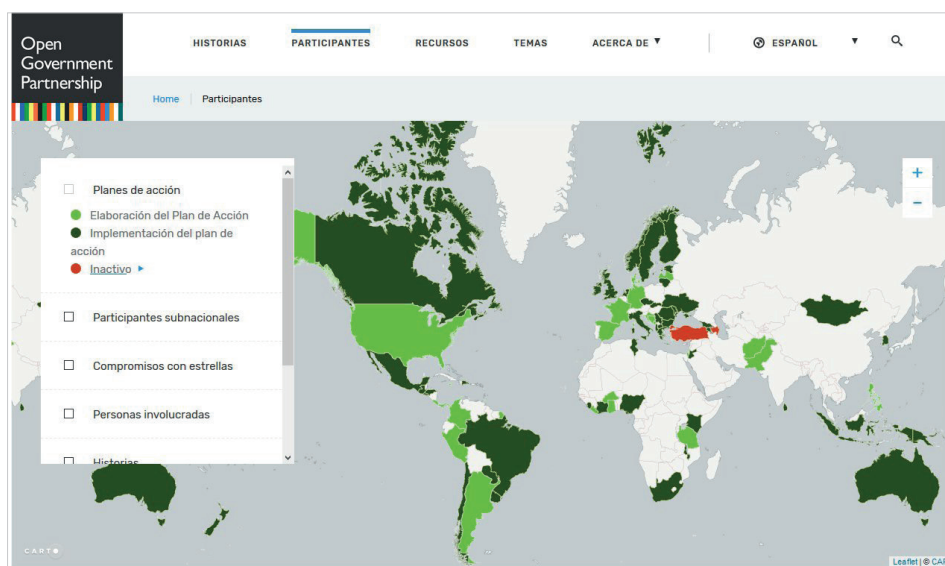 Open
Government
Partnership
HISTORIAS PARTICIPANTES RECURSOS TEMAS ACERCA DE ▼ ESPAÑOL ▼
Home Participantes
Planes de acción
Elaboración del Plan de Acción
Implementación del plan de
acción
Inactivo ▸
Participantes subnacionales
Compromisos con estrellas
Personas involucradas
Historias
+
−
CARTO
Leaflet | © CAR